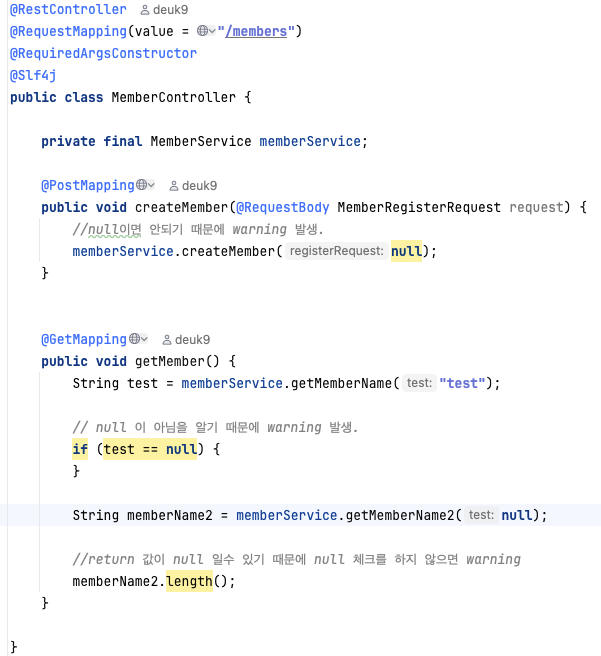 @RestController deuk9
@RequestMapping(value = "/members")
@RequiredArgsConstructor
@Slf4j
public class MemberController {
private final MemberService memberService;
@PostMapping deuk9
public void createMember(@RequestBody MemberRegisterRequest request) {
//null이면 안되기 때문에 warning 발생.
memberService.createMember( registerRequest: null);
}
@GetMapping deuk9
public void getMember() {
String test = memberService.getMemberName( test: "test");
// null 이 아님을 알기 때문에 warning 발생.
if (test == null) {
}
String memberName2 = memberService.getMemberName2( test: null);
//return 값이 null 일수 있기 때문에 null 체크를 하지 않으면 warning
memberName2.length();
}
}